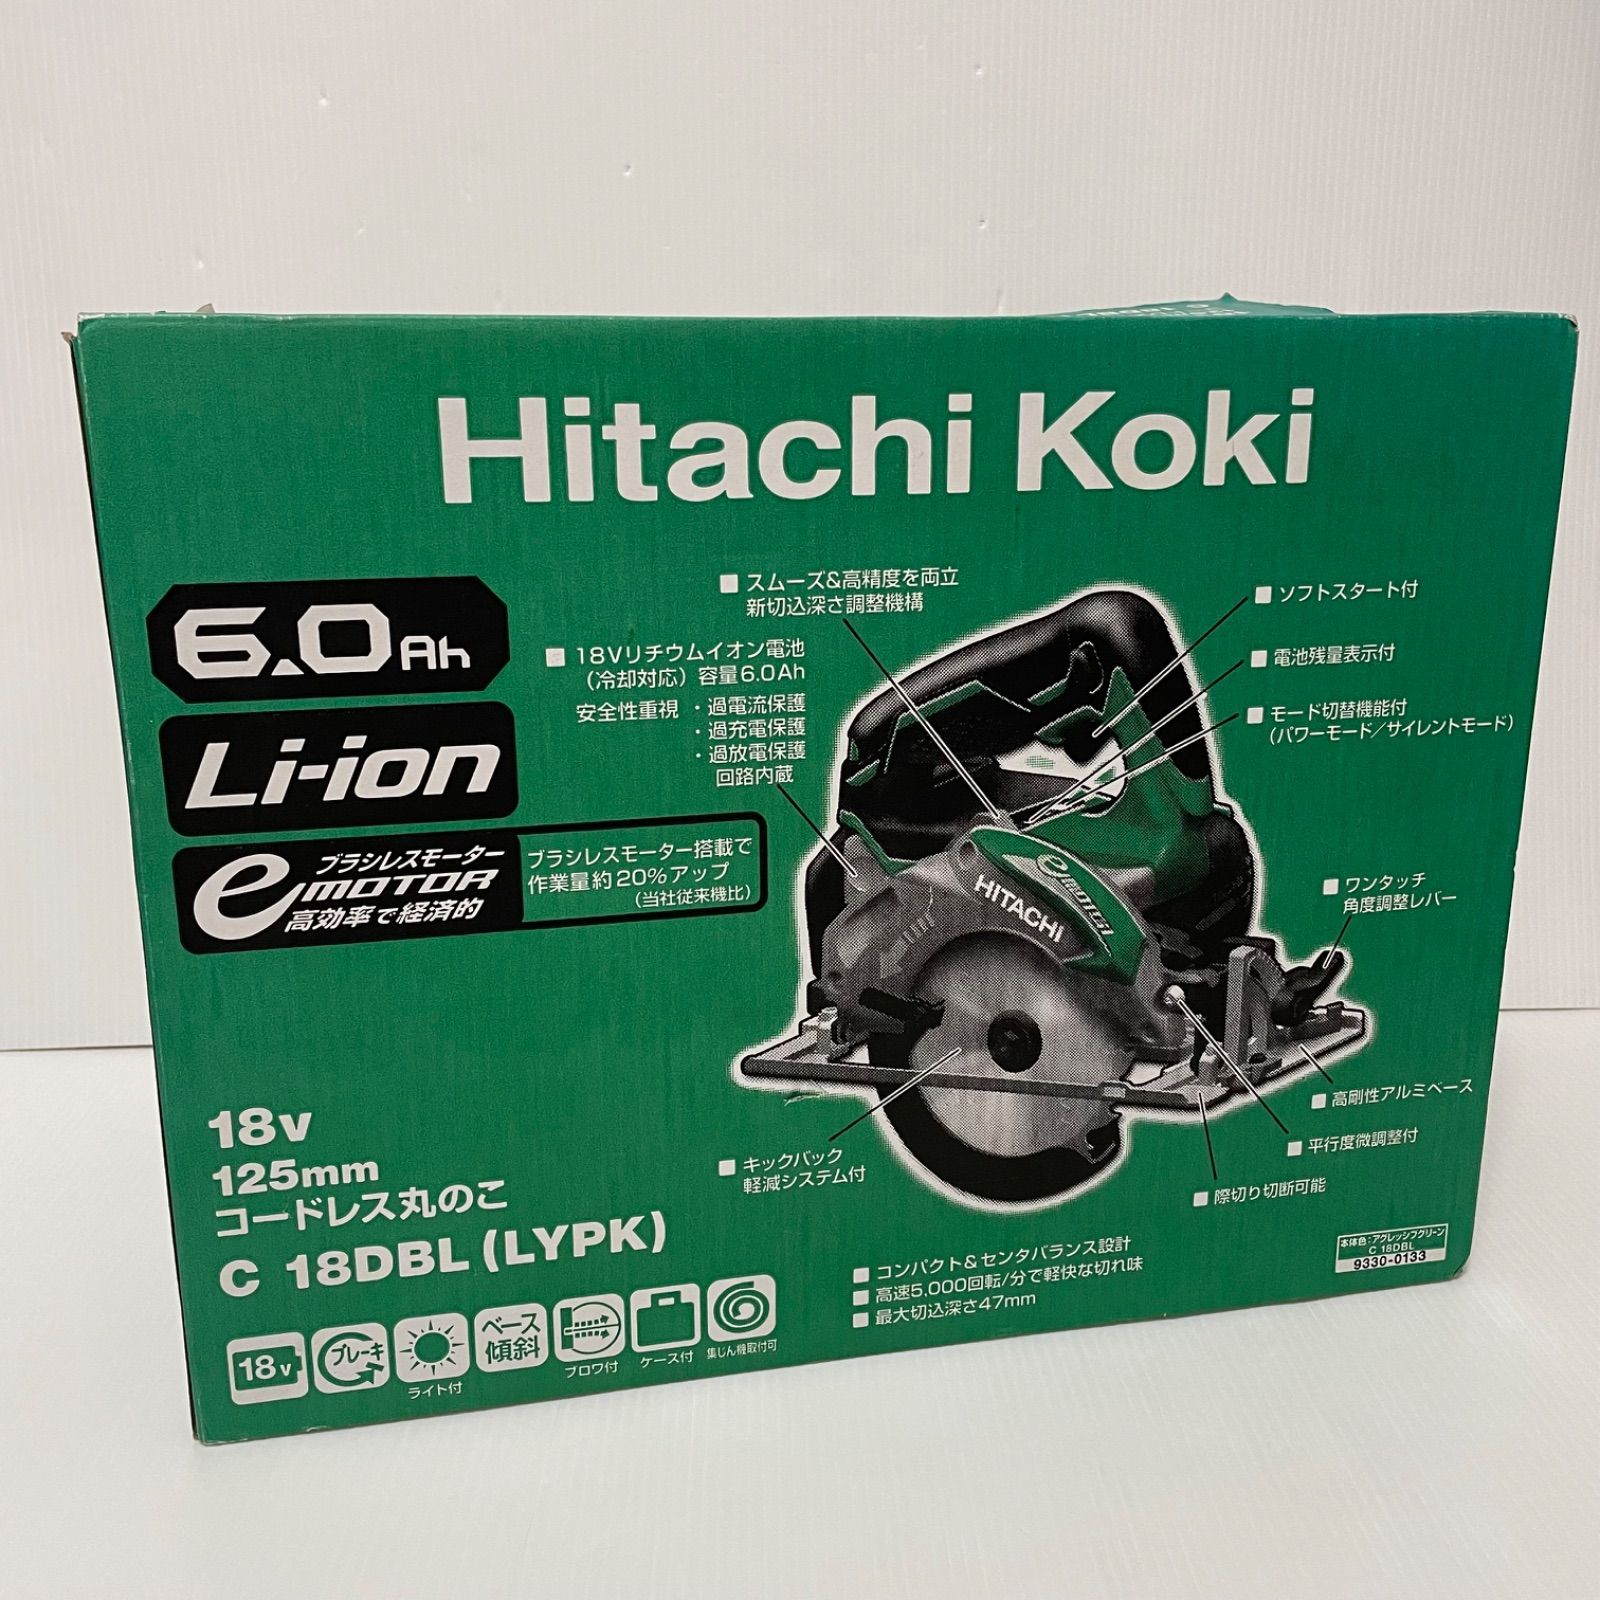 Hitachi Koki
6.0Ah
Li-ion
ブラシレスモーター
eMOTOR
高効率で経済的
ブラシレスモーター搭載で
作業量約20%アップ
(当社従来機比)
■ スムーズ&高精度を両立
新切込深さ調整機構
■ 18Vリチウムイオン電池
(冷却対応) 容量6.0Ah
安全性重視 ・過電流保護
・過充電保護
・過放電保護
回路内蔵
■ ソフトスタート付
■ 電池残量表示付
■ モード切替機能付
(パワーモード/サイレントモード)
■ ワンタッチ
角度調整レバー
HITACHI
eMOTOR
■ 高剛性アルミベース
■ 平行度微調整付
■ 際切り切断可能
■ キックバック
軽減システム付
18v
125mm
コードレス丸のこ
C 18DBL (LYPK)
■ コンパクト&センタバランス設計
■ 高速5,000回転/分で軽快な切れ味
■ 最大切込深さ47mm
本体色:アグレッシブグリーン
C 18DBL
9330-0133
18v
ブレーキ
ライト付
ベース
傾斜
ブロワ付
ケース付
集じん機取付可